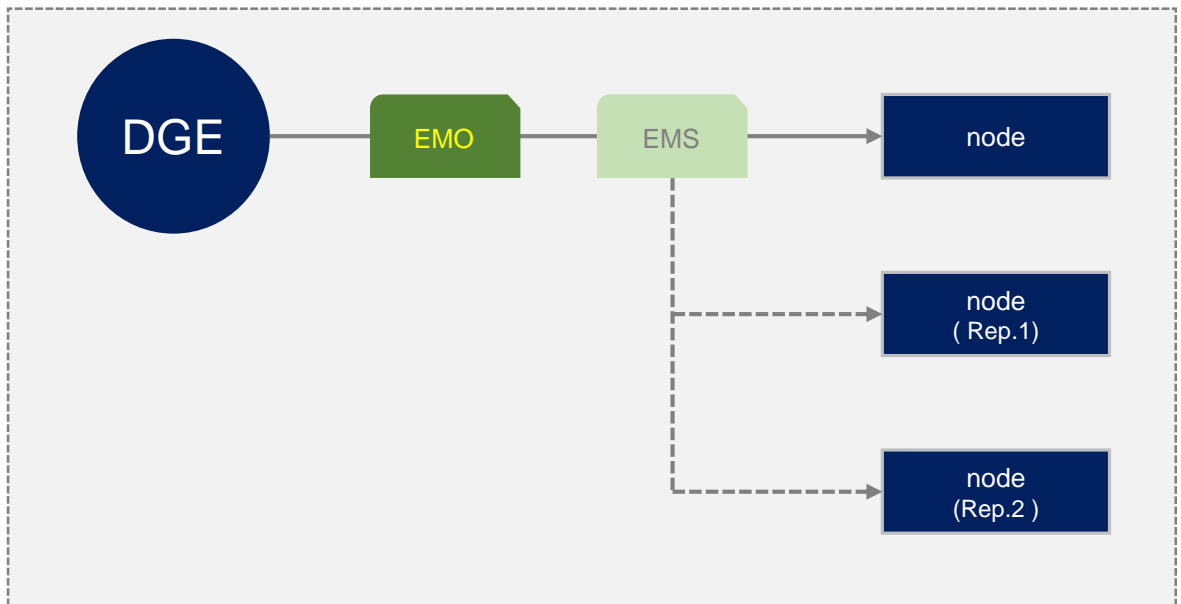 DGE
EMO
EMS
node
node
( Rep.1)
node
(Rep.2 )